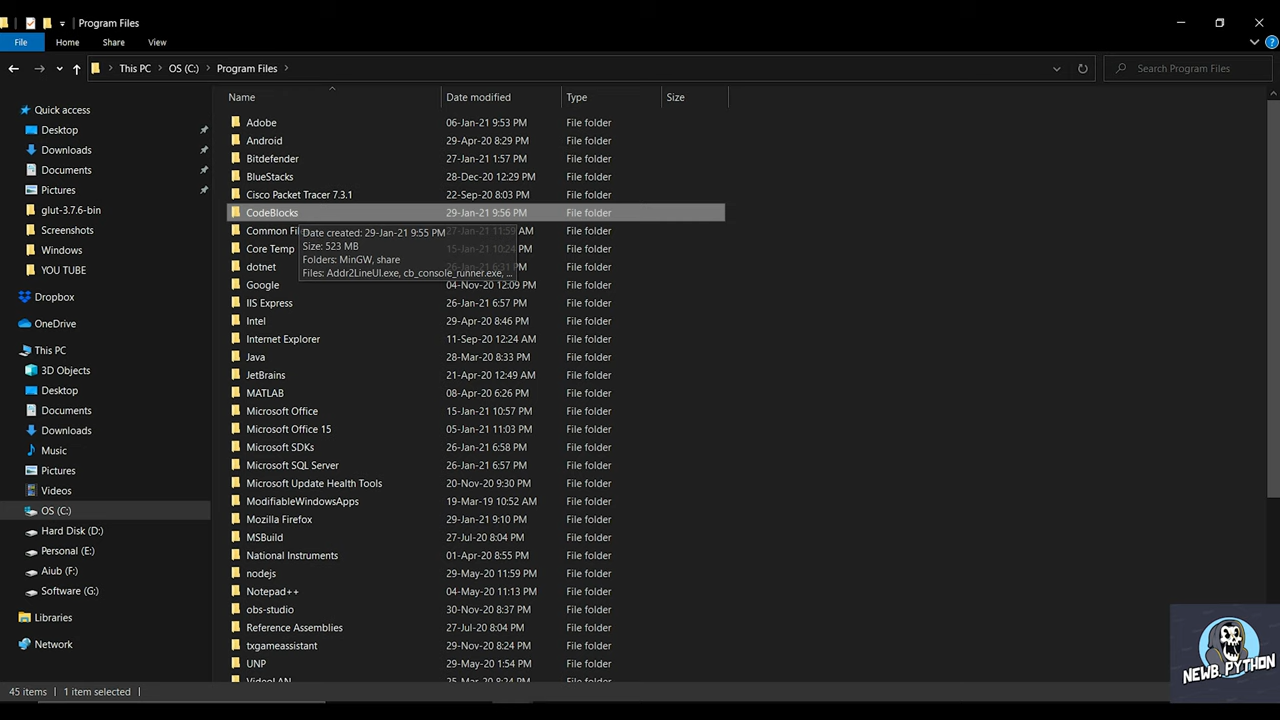 Program Files
File Home Share View
This PC OS (C:) Program Files
Search Program Files
Name Date modified Type Size
Quick access
Desktop
Downloads
Documents
Pictures
glut-3.7.6-bin
Screenshots
Windows
YOU TUBE
Dropbox
OneDrive
This PC
3D Objects
Desktop
Documents
Downloads
Music
Pictures
Videos
OS (C:)
Hard Disk (D:)
Personal (E:)
Aiub (F:)
Software (G:)
Libraries
Network
Adobe 06-Jan-21 9:53 PM File folder
Android 29-Apr-20 8:29 PM File folder
Bitdefender 27-Jan-21 1:57 PM File folder
BlueStacks 28-Dec-20 12:29 PM File folder
Cisco Packet Tracer 7.3.1 22-Sep-20 8:03 PM File folder
CodeBlocks 29-Jan-21 9:56 PM File folder
Common Fi 27-Jan-21 11:59 AM File folder
Date created: 29-Jan-21 9:55 PM
Size: 523 MB
Folders: MinGW, share
Files: Addr2LineUI.exe, cb_console_runner.exe, ...
Core Temp 15-Jan-21 10:24 PM File folder
dotnet 26-Jan-21 6:31 PM File folder
Google 04-Nov-20 12:09 PM File folder
IIS Express 26-Jan-21 6:57 PM File folder
Intel 29-Apr-20 8:46 PM File folder
Internet Explorer 11-Sep-20 12:24 AM File folder
Java 28-Mar-20 8:33 PM File folder
JetBrains 21-Apr-20 12:49 AM File folder
MATLAB 08-Apr-20 6:26 PM File folder
Microsoft Office 15-Jan-21 10:57 PM File folder
Microsoft Office 15 05-Jan-21 11:03 PM File folder
Microsoft SDKs 26-Jan-21 6:58 PM File folder
Microsoft SQL Server 26-Jan-21 6:57 PM File folder
Microsoft Update Health Tools 20-Nov-20 9:30 PM File folder
ModifiableWindowsApps 19-Mar-19 10:52 AM File folder
Mozilla Firefox 29-Jan-21 9:10 PM File folder
MSBuild 27-Jul-20 8:04 PM File folder
National Instruments 01-Apr-20 8:55 PM File folder
nodejs 29-May-20 11:59 PM File folder
Notepad++ 04-May-20 11:13 PM File folder
obs-studio 30-Nov-20 8:37 PM File folder
Reference Assemblies 27-Jul-20 8:04 PM File folder
txgameassistant 29-Nov-20 8:24 PM File folder
UNP 29-May-20 1:54 PM File folder
VideoLAN 25-Mar-20 8:24 PM File folder
45 items 1 item selected
NEWB. PYTHON